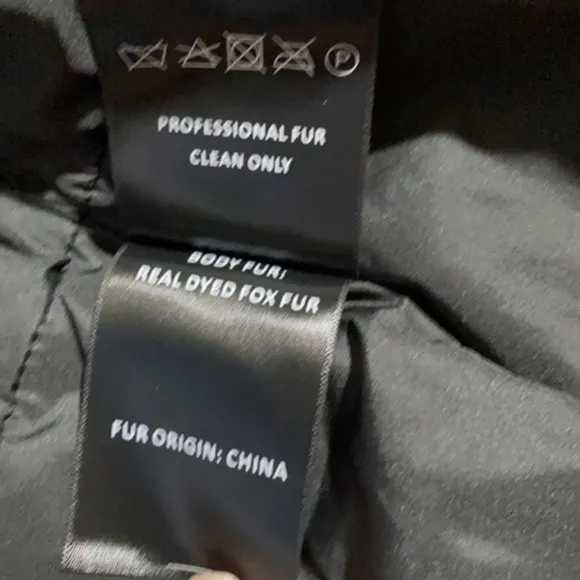 P
PROFESSIONAL FUR
CLEAN ONLY
BODY FUR:
REAL DYED FOX FUR
FUR ORIGIN: CHINA